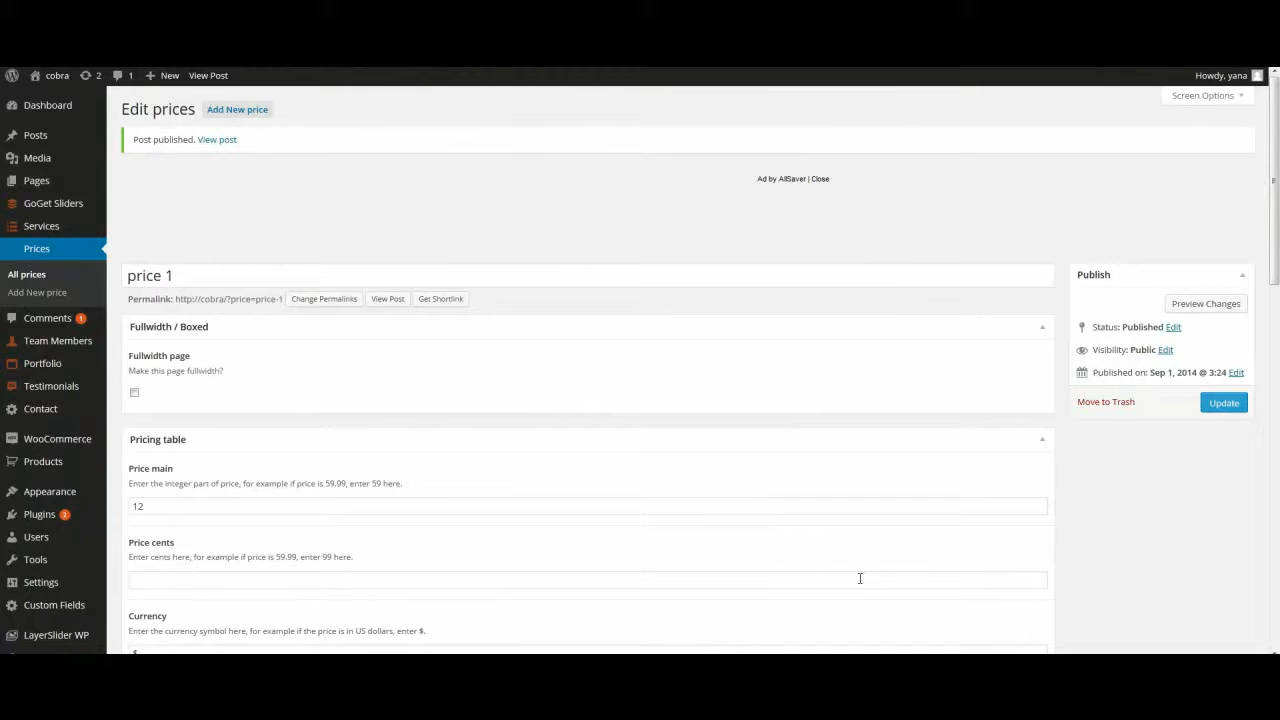 cobra 2 1 New View Post Howdy, yana
Dashboard
Posts
Media
Pages
GoGet Sliders
Services
Prices
All prices
Add New price
Comments 1
Team Members
Portfolio
Testimonials
Contact
WooCommerce
Products
Appearance
Plugins 2
Users
Tools
Settings
Custom Fields
LayerSlider WP
Screen Options
Edit prices Add New price
Post published. View post
Ad by AllSaver | Close
price 1
Permalink: http://cobra/?price=price-1 Change Permalinks View Post Get Shortlink
Fullwidth / Boxed
Fullwidth page
Make this page fullwidth?
Pricing table
Price main
Enter the integer part of price, for example if price is 59.99, enter 59 here.
12
Price cents
Enter cents here, for example if price is 59.99, enter 99 here.
Currency
Enter the currency symbol here, for example if the price is in US dollars, enter $.
$
Publish
Preview Changes
Status: Published Edit
Visibility: Public Edit
Published on: Sep 1, 2014 @ 3:24 Edit
Move to Trash Update